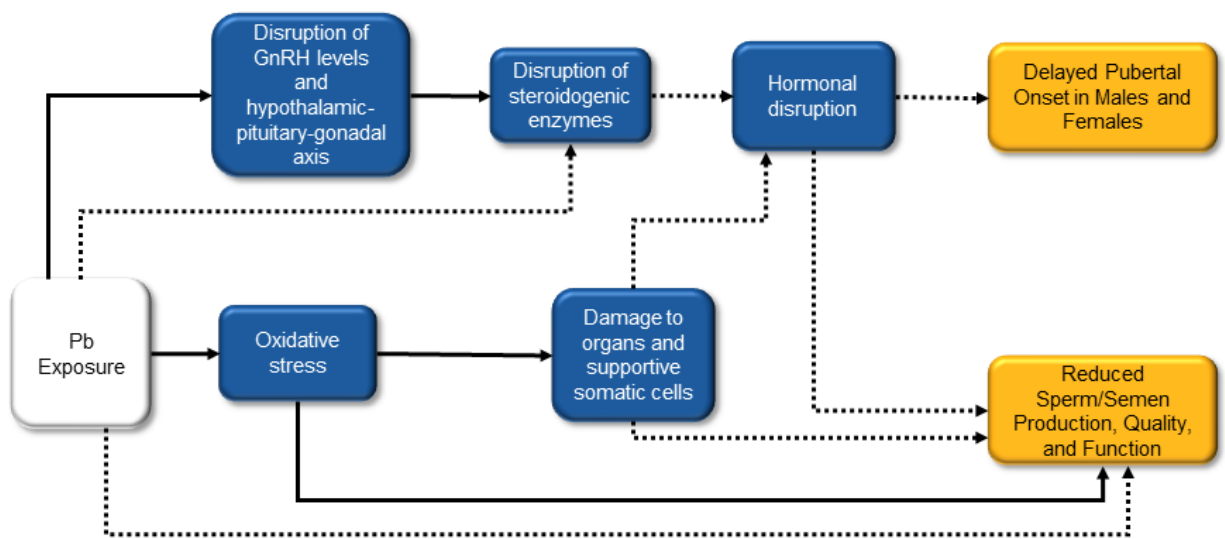 Disruption of
GnRH levels
and
hypothalamic-
pituitary-gonadal
axis
Disruption of
steroidogenic
enzymes
Hormonal
disruption
Delayed Pubertal
Onset in Males and
Females
Pb
Exposure
Oxidative
stress
Damage to
organs and
supportive
somatic cells
Reduced
Sperm/Semen
Production, Quality,
and Function